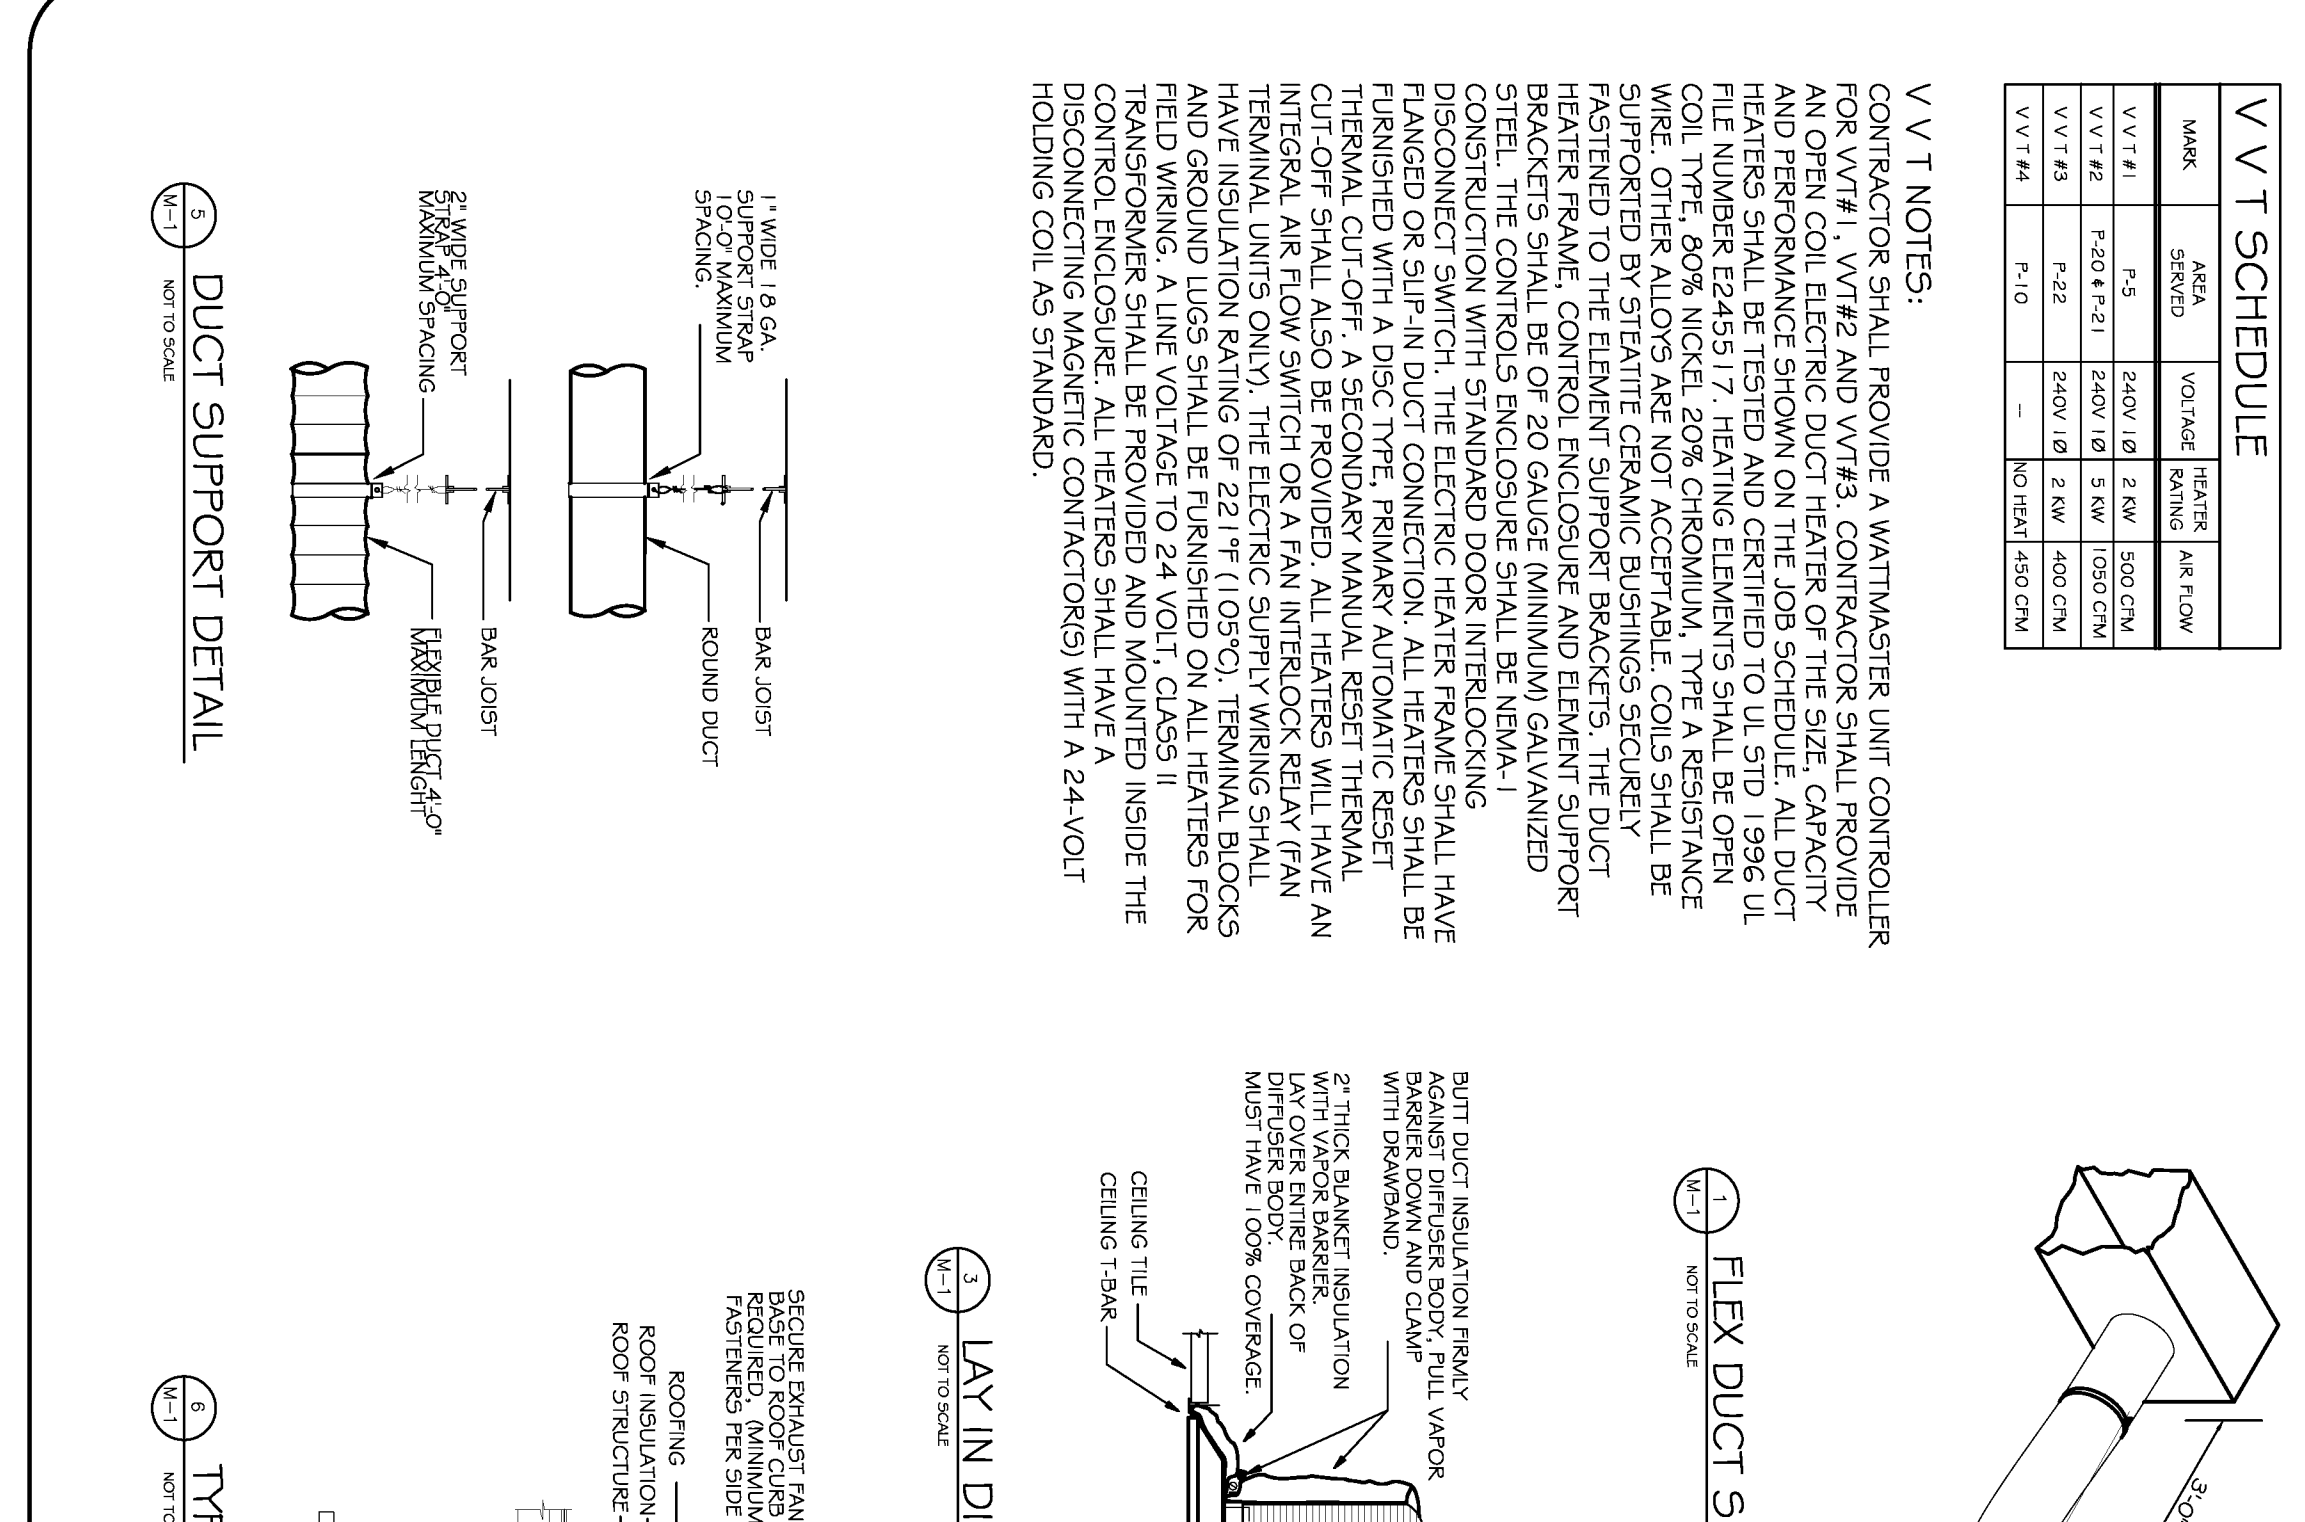 V V T SCHEDULE
MARK
AREA
SERVED
VOLTAGE
HEATER
RATING
AIR FLOW
V V T #1 P-5 240V 1Ø 2 KW 500 CFM
V V T #2 P-20 & P-21 240V 1Ø 5 KW 1050 CFM
V V T #3 P-22 240V 1Ø 2 KW 400 CFM
V V T #4 P-10 -- NO HEAT 450 CFM
V V T NOTES:
CONTRACTOR SHALL PROVIDE A WATTMASTER UNIT CONTROLLER
FOR VVT#1, VVT#2 AND VVT#3. CONTRACTOR SHALL PROVIDE
AN OPEN COIL ELECTRIC DUCT HEATER OF THE SIZE, CAPACITY
AND PERFORMANCE SHOWN ON THE JOB SCHEDULE. ALL DUCT
HEATERS SHALL BE TESTED AND CERTIFIED TO UL STD 1996 UL
FILE NUMBER E245517. HEATING ELEMENTS SHALL BE OPEN
COIL TYPE, 80% NICKEL 20% CHROMIUM, TYPE A RESISTANCE
WIRE. OTHER ALLOYS ARE NOT ACCEPTABLE. COILS SHALL BE
SUPPORTED BY STEATITE CERAMIC BUSHINGS SECURELY
FASTENED TO THE ELEMENT SUPPORT BRACKETS. THE DUCT
HEATER FRAME, CONTROL ENCLOSURE AND ELEMENT SUPPORT
BRACKETS SHALL BE OF 20 GAUGE (MINIMUM) GALVANIZED
STEEL. THE CONTROLS ENCLOSURE SHALL BE NEMA-1
CONSTRUCTION WITH STANDARD DOOR INTERLOCKING
DISCONNECT SWITCH. THE ELECTRIC HEATER FRAME SHALL HAVE
FLANGED OR SLIP-IN DUCT CONNECTION. ALL HEATERS SHALL BE
FURNISHED WITH A DISC TYPE, PRIMARY AUTOMATIC RESET
THERMAL CUT-OFF. A SECONDARY MANUAL RESET THERMAL
CUT-OFF SHALL ALSO BE PROVIDED. ALL HEATERS WILL HAVE AN
INTEGRAL AIR FLOW SWITCH OR A FAN INTERLOCK RELAY (FAN
TERMINAL UNITS ONLY). THE ELECTRIC SUPPLY WIRING SHALL
HAVE INSULATION RATING OF 221°F (105°C). TERMINAL BLOCKS
AND GROUND LUGS SHALL BE FURNISHED ON ALL HEATERS FOR
FIELD WIRING. A LINE VOLTAGE TO 24 VOLT, CLASS II
TRANSFORMER SHALL BE PROVIDED AND MOUNTED INSIDE THE
CONTROL ENCLOSURE. ALL HEATERS SHALL HAVE A
DISCONNECTING MAGNETIC CONTACTOR(S) WITH A 24-VOLT
HOLDING COIL AS STANDARD.
1" WIDE 18 GA.
SUPPORT STRAP
10'-0" MAXIMUM
SPACING.
BAR JOIST
ROUND DUCT
2" WIDE SUPPORT
STRAP 4'-0"
MAXIMUM SPACING
BAR JOIST
FLEXIBLE DUCT 4'-0"
MAXIMUM LENGHT
5
M-1
DUCT SUPPORT DETAIL
NOT TO SCALE
3'-0
1
M-1
FLEX DUCT S
NOT TO SCALE
BUTT DUCT INSULATION FIRMLY
AGAINST DIFFUSER BODY, PULL VAPOR
BARRIER DOWN AND CLAMP
WITH DRAWBAND.
2" THICK BLANKET INSULATION
WITH VAPOR BARRIER.
LAY OVER ENTIRE BACK OF
DIFFUSER BODY.
MUST HAVE 100% COVERAGE.
CEILING TILE
CEILING T-BAR
3
M-1
LAY IN DI
NOT TO SCALE
SECURE EXHAUST FAN
BASE TO ROOF CURB
REQUIRED, (MINIMUM
FASTENERS PER SIDE
ROOFING
ROOF INSULATION
ROOF STRUCTURE
6
M-1
TYP
NOT TO